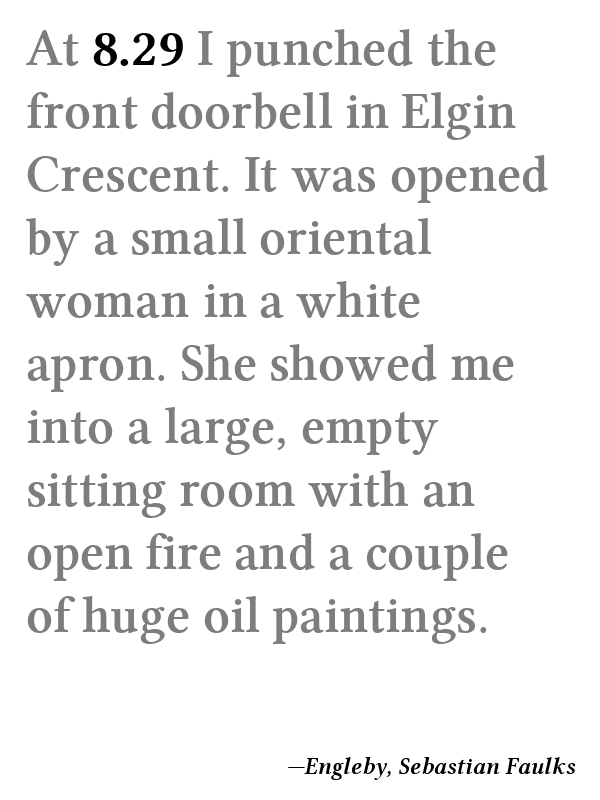 At 8.29 I punched the
front doorbell in Elgin
Crescent. It was opened
by a small oriental
woman in a white
apron. She showed me
into a large, empty
sitting room with an
open fire and a couple
of huge oil paintings.
—Engleby, Sebastian Faulks